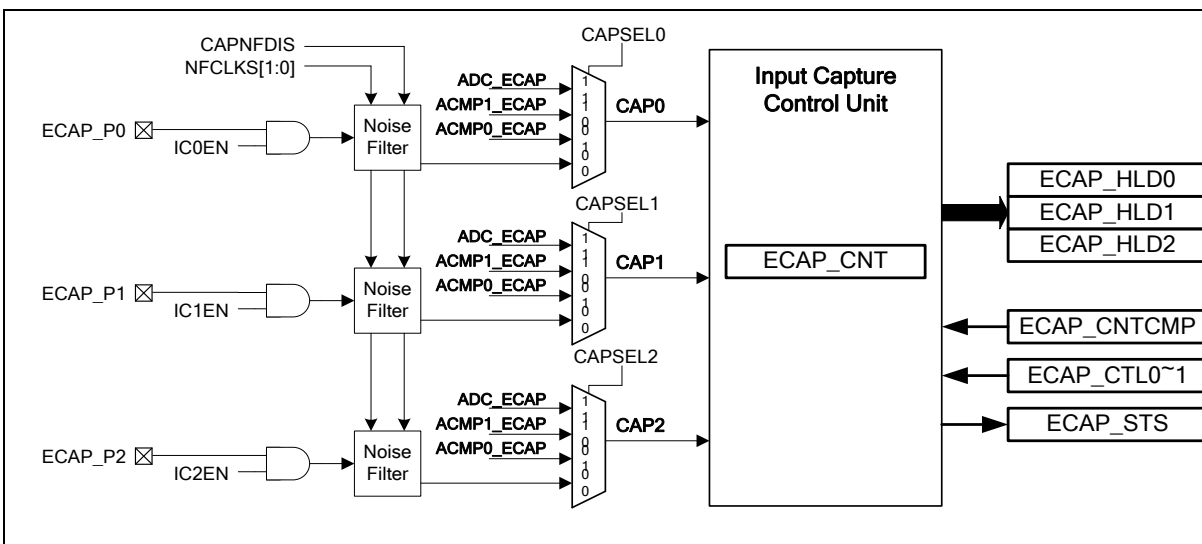 CAPNFDIS
NFCLKS[1:0]
CAPSEL0
ECAP_P0
IC0EN
Noise
Filter
ADC_ECAP
ACMP1_ECAP
ACMP0_ECAP
11
10
01
00
CAP0
Input Capture
Control Unit
ECAP_CNT
ECAP_HLD0
ECAP_HLD1
ECAP_HLD2
CAPSEL1
ECAP_P1
IC1EN
Noise
Filter
ADC_ECAP
ACMP1_ECAP
ACMP0_ECAP
11
10
01
00
CAP1
ECAP_CNTCMP
ECAP_CTL0~1
ECAP_STS
CAPSEL2
ECAP_P2
IC2EN
Noise
Filter
ADC_ECAP
ACMP1_ECAP
ACMP0_ECAP
11
10
01
00
CAP2